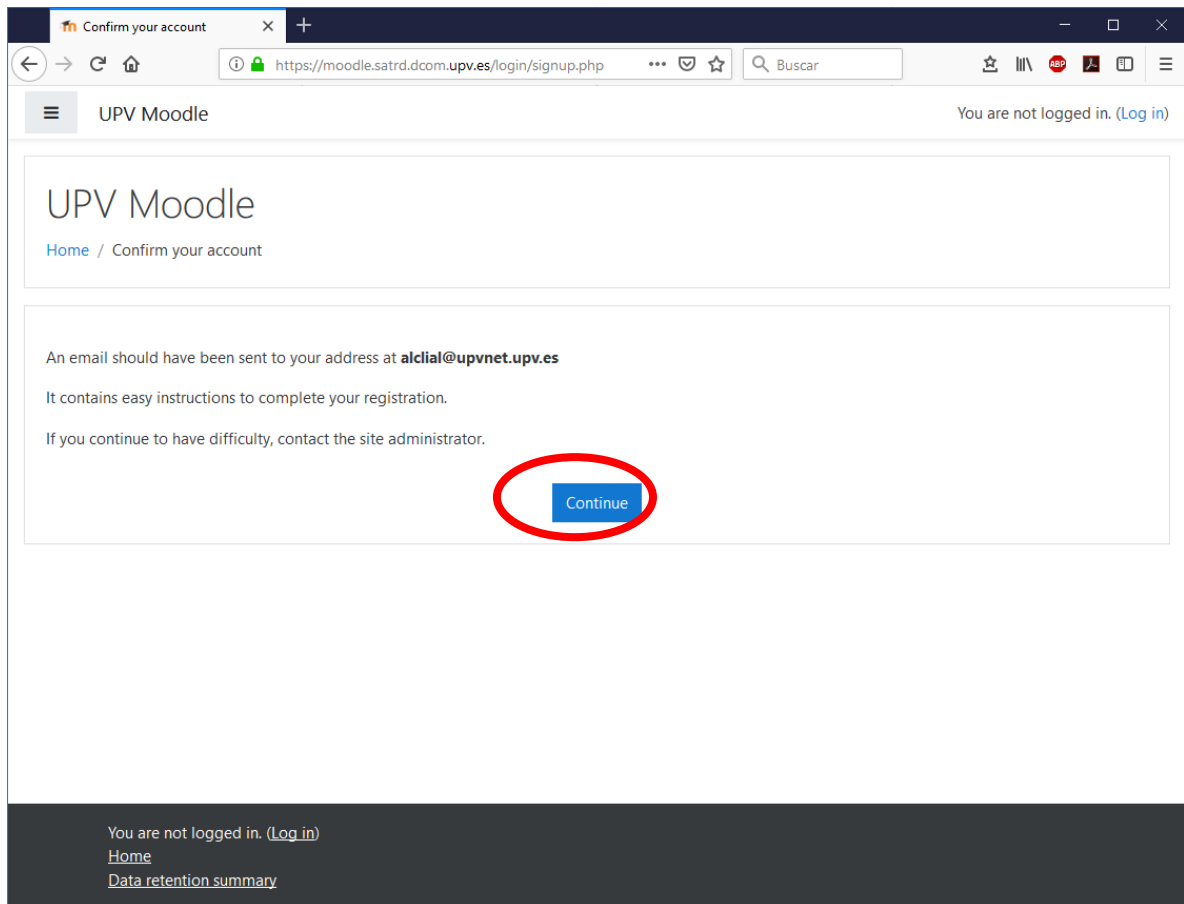 Confirm your account
https://moodle.satrd.dcom.upv.es/login/signup.php
Buscar
ABP
UPV Moodle
You are not logged in. (Log in)
UPV Moodle
Home / Confirm your account
An email should have been sent to your address at alclial@upvnet.upv.es
It contains easy instructions to complete your registration.
If you continue to have difficulty, contact the site administrator.
Continue
You are not logged in. (Log in)
Home
Data retention summary